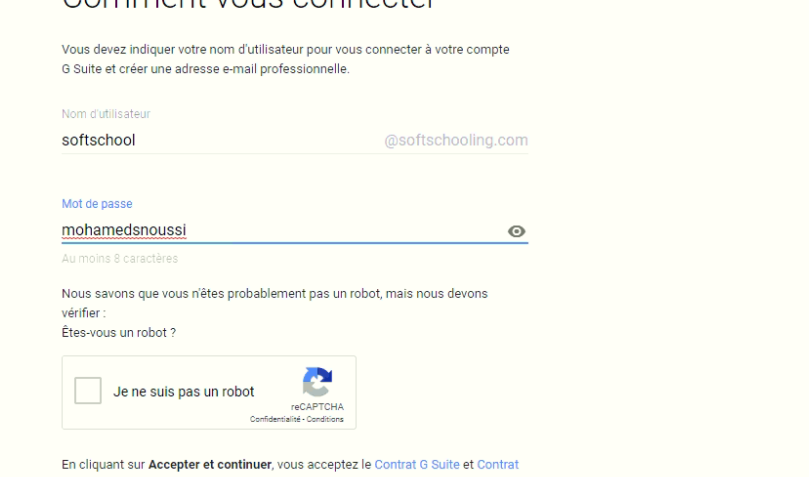 Comment vous connecter
Vous devez indiquer votre nom d'utilisateur pour vous connecter à votre compte
G Suite et créer une adresse e-mail professionnelle.
Nom d'utilisateur
softschool @softschooling.com
Mot de passe
mohamedsnoussi
Au moins 8 caractères
Nous savons que vous n'êtes probablement pas un robot, mais nous devons
vérifier :
Êtes-vous un robot ?
Je ne suis pas un robot
reCAPTCHA
Confidentialité - Conditions
En cliquant sur Accepter et continuer, vous acceptez le Contrat G Suite et Contrat